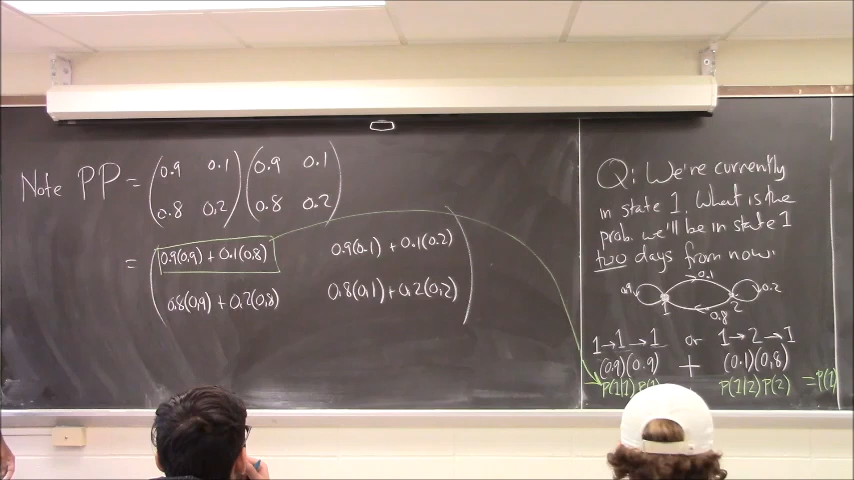 Note PP = (0.9 0.1 (0.9 0.1
0.8 0.2) (0.8 0.2)
= (0.9(0.9) + 0.1(0.8) 0.9(0.1) + 0.1(0.2)
0.8(0.9) + 0.2(0.8) 0.8(0.1) + 0.2(0.2))
Q: We're currently
in state 1. What is the
prob. we'll be in state 1
two days from now.
0.1
0.9 0.2
1 2
0.8
1→1→1 or 1→2→1
(0.9)(0.9) + (0.1)(0.8)
P(1|1) P(1) P(1|2) P(2) = P(1)